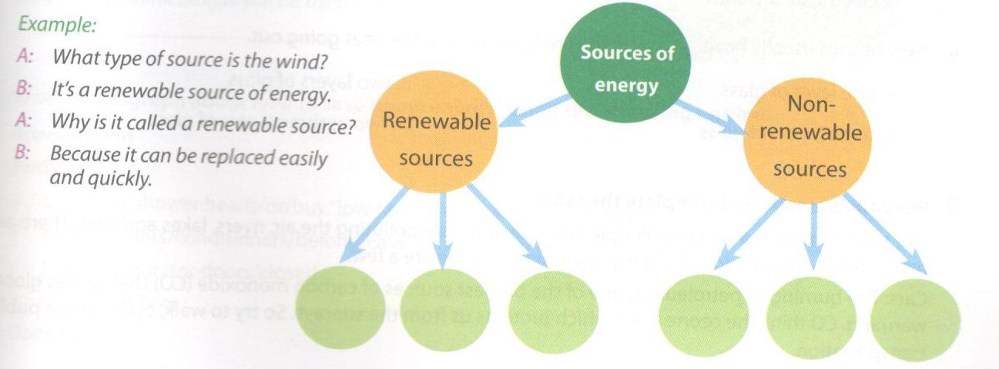 Example:
A: What type of source is the wind?
B: It's a renewable source of energy.
A: Why is it called a renewable source?
B: Because it can be replaced easily
and quickly.
Sources of
energy
Renewable
sources
Non-
renewable
sources